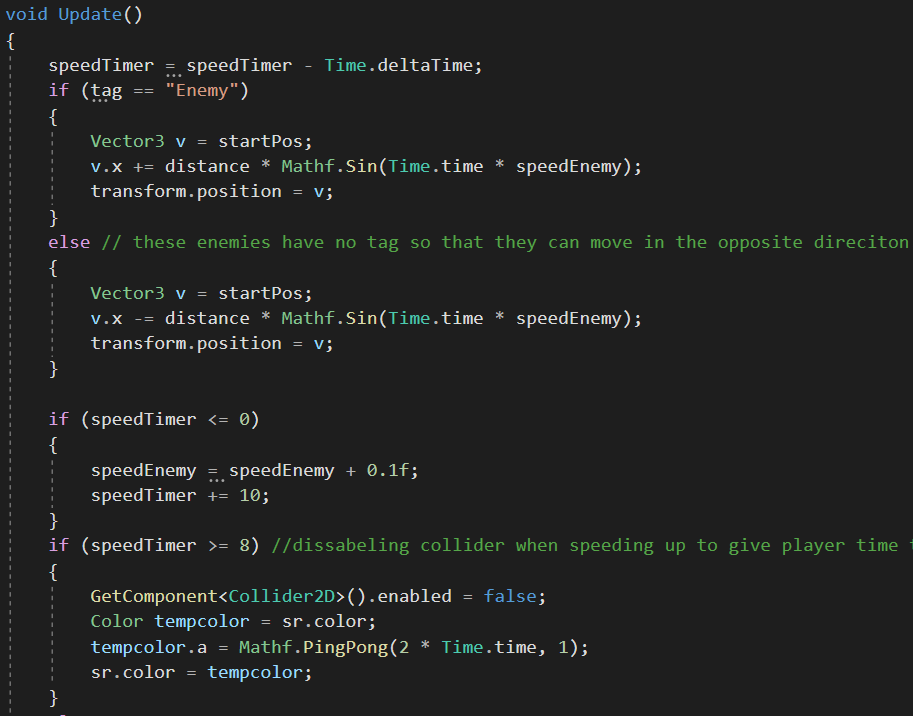 void Update()
{
speedTimer = speedTimer - Time.deltaTime;
if (tag == "Enemy")
{
Vector3 v = startPos;
v.x += distance * Mathf.Sin(Time.time * speedEnemy);
transform.position = v;
}
else // these enemies have no tag so that they can move in the opposite direciton
{
Vector3 v = startPos;
v.x -= distance * Mathf.Sin(Time.time * speedEnemy);
transform.position = v;
}
if (speedTimer <= 0)
{
speedEnemy = speedEnemy + 0.1f;
speedTimer += 10;
}
if (speedTimer >= 8) //dissabeling collider when speeding up to give player time
{
GetComponent<Collider2D>().enabled = false;
Color tempcolor = sr.color;
tempcolor.a = Mathf.PingPong(2 * Time.time, 1);
sr.color = tempcolor;
}